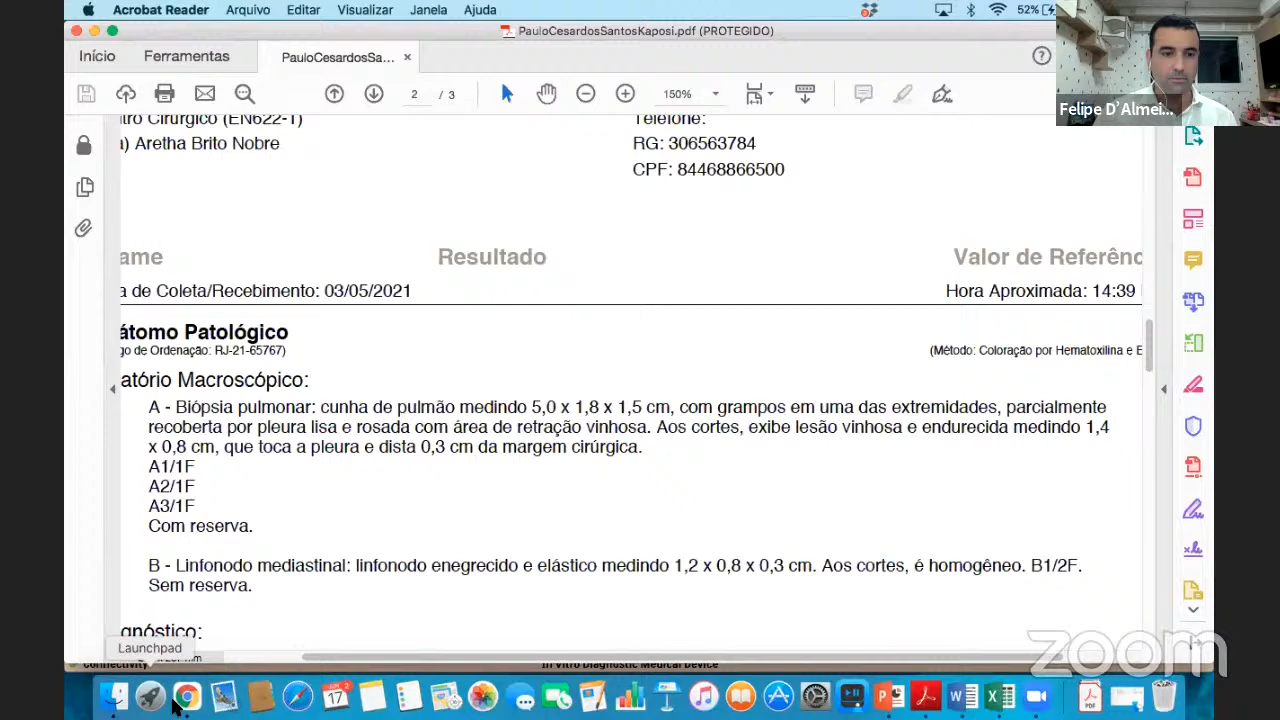 Acrobat Reader Arquivo Editar Visualizar Janela Ajuda
52%
PauloCesardosSantosKaposi.pdf (PROTEGIDO)
Início Ferramentas PauloCesardosSa... ×
2 / 3 150%
Felipe D'Almei...
ntro Cirurgico (EN622-1) Telefone:
a) Aretha Brito Nobre RG: 306563784
CPF: 84468866500
ame Resultado Valor de Referênc
a de Coleta/Recebimento: 03/05/2021 Hora Aproximada: 14:39
átomo Patológico
go de Ordenação: RJ-21-65767) (Método: Coloração por Hematoxilina e E
atório Macroscópico:
A - Biópsia pulmonar: cunha de pulmão medindo 5,0 x 1,8 x 1,5 cm, com grampos em uma das extremidades, parcialmente
recoberta por pleura lisa e rosada com área de retração vinhosa. Aos cortes, exibe lesão vinhosa e endurecida medindo 1,4
x 0,8 cm, que toca a pleura e dista 0,3 cm da margem cirúrgica.
A1/1F
A2/1F
A3/1F
Com reserva.
B - Linfonodo mediastinal: linfonodo enegrecido e elástico medindo 1,2 x 0,8 x 0,3 cm. Aos cortes, é homogêneo. B1/2F.
Sem reserva.
agnóstico:
Launchpad
connectivity In Vitro Diagnostic Medical Device
zoom
17